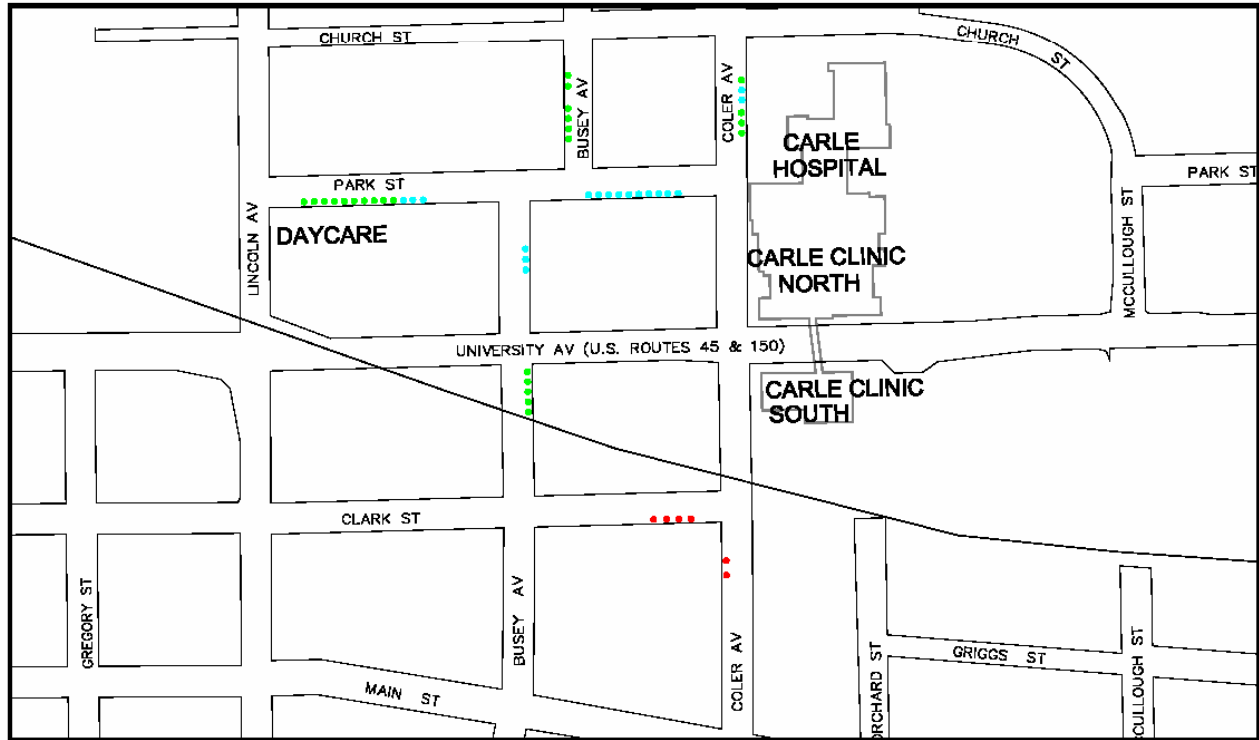 CHURCH ST
CHURCH
ST
BUSEY AV
COLER AV
CARLE
HOSPITAL
PARK ST
PARK ST
LINCOLN AV
DAYCARE
CARLE CLINIC
NORTH
MCCULLOUGH ST
UNIVERSITY AV (U.S. ROUTES 45 & 150)
CARLE CLINIC
SOUTH
CLARK ST
GREGORY ST
BUSEY AV
COLER AV
MAIN ST
ORCHARD ST
GRIGGS ST
CCULLOUGH ST